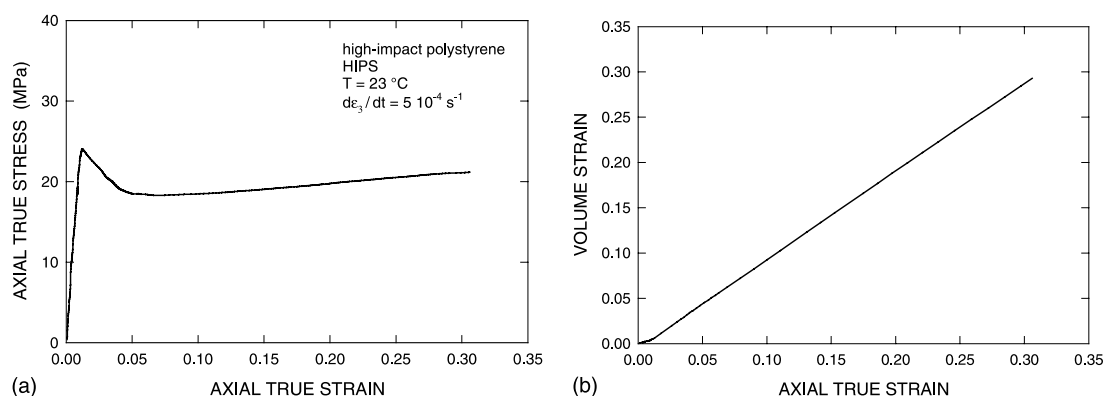 40
30
20
10
0
AXIAL TRUE STRESS (MPa)
high-impact polystyrene
HIPS
T = 23 °C
dε₃/dt = 5 10⁻⁴ s⁻¹
0.00 0.05 0.10 0.15 0.20 0.25 0.30 0.35
(a) AXIAL TRUE STRAIN
0.35
0.30
0.25
0.20
0.15
0.10
0.05
0.00
VOLUME STRAIN
0.00 0.05 0.10 0.15 0.20 0.25 0.30 0.35
(b) AXIAL TRUE STRAIN